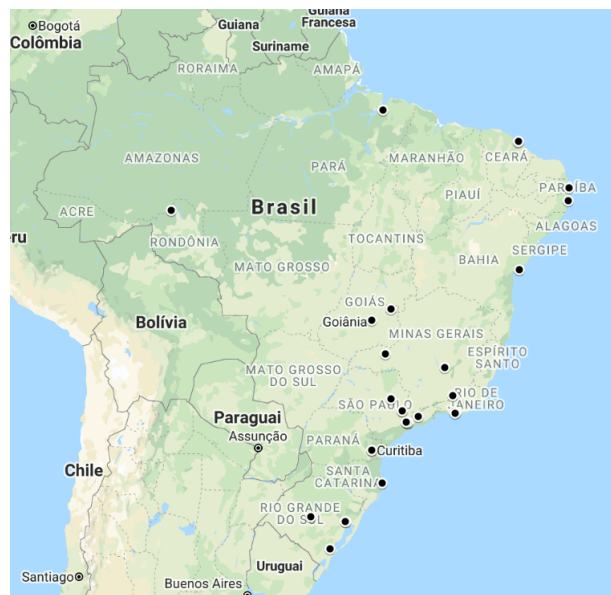 Guiana
Bogotá
Guiana
Francesa
Colômbia
Suriname
RORAIMA
AMAPÁ
AMAZONAS
PARÁ
MARANHÃO
CEARÁ
PARAÍBA
PIAUÍ
Brasil
ACRE
ALAGOAS
RONDÔNIA
TOCANTINS
SERGIPE
BAHIA
MATO GROSSO
GOIÁS
Bolívia
Goiânia
MINAS GERAIS
ESPÍRITO
SANTO
MATO GROSSO
DO SUL
RIO DE
JANEIRO
SÃO PAULO
Paraguai
Assunção
PARANÁ
Curitiba
Chile
SANTA
CATARINA
RIO GRANDE
DO SUL
Uruguai
Santiago
Buenos Aires